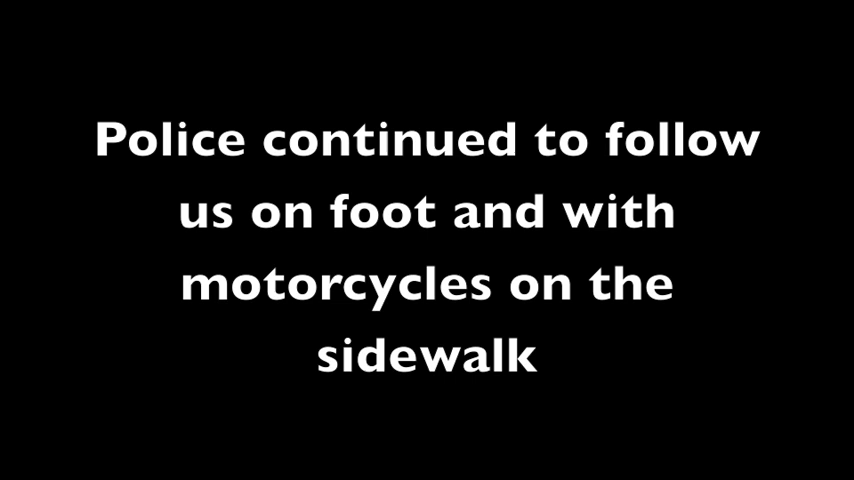 Police continued to follow
us on foot and with
motorcycles on the
sidewalk